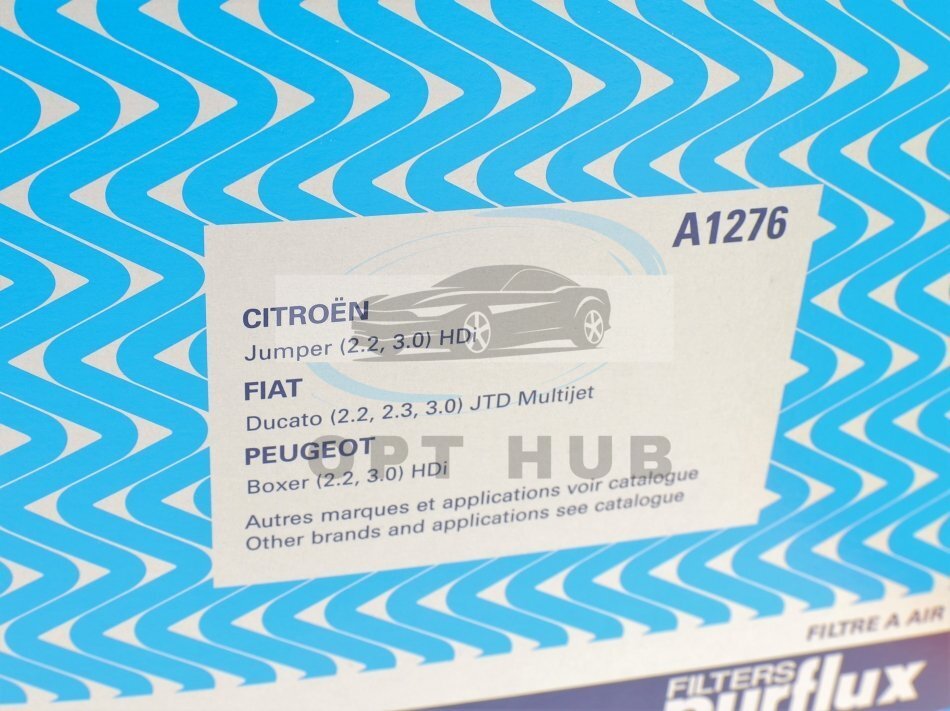 A1276
CITROËN
Jumper (2.2, 3.0) HDi
FIAT
Ducato (2.2, 2.3, 3.0) JTD Multijet
PEUGEOT
Boxer (2.2, 3.0) HDi
OPT HUB
Autres marques et applications voir catalogue
Other brands and applications see catalogue
FILTRE A AIR
FILTERS
purflux